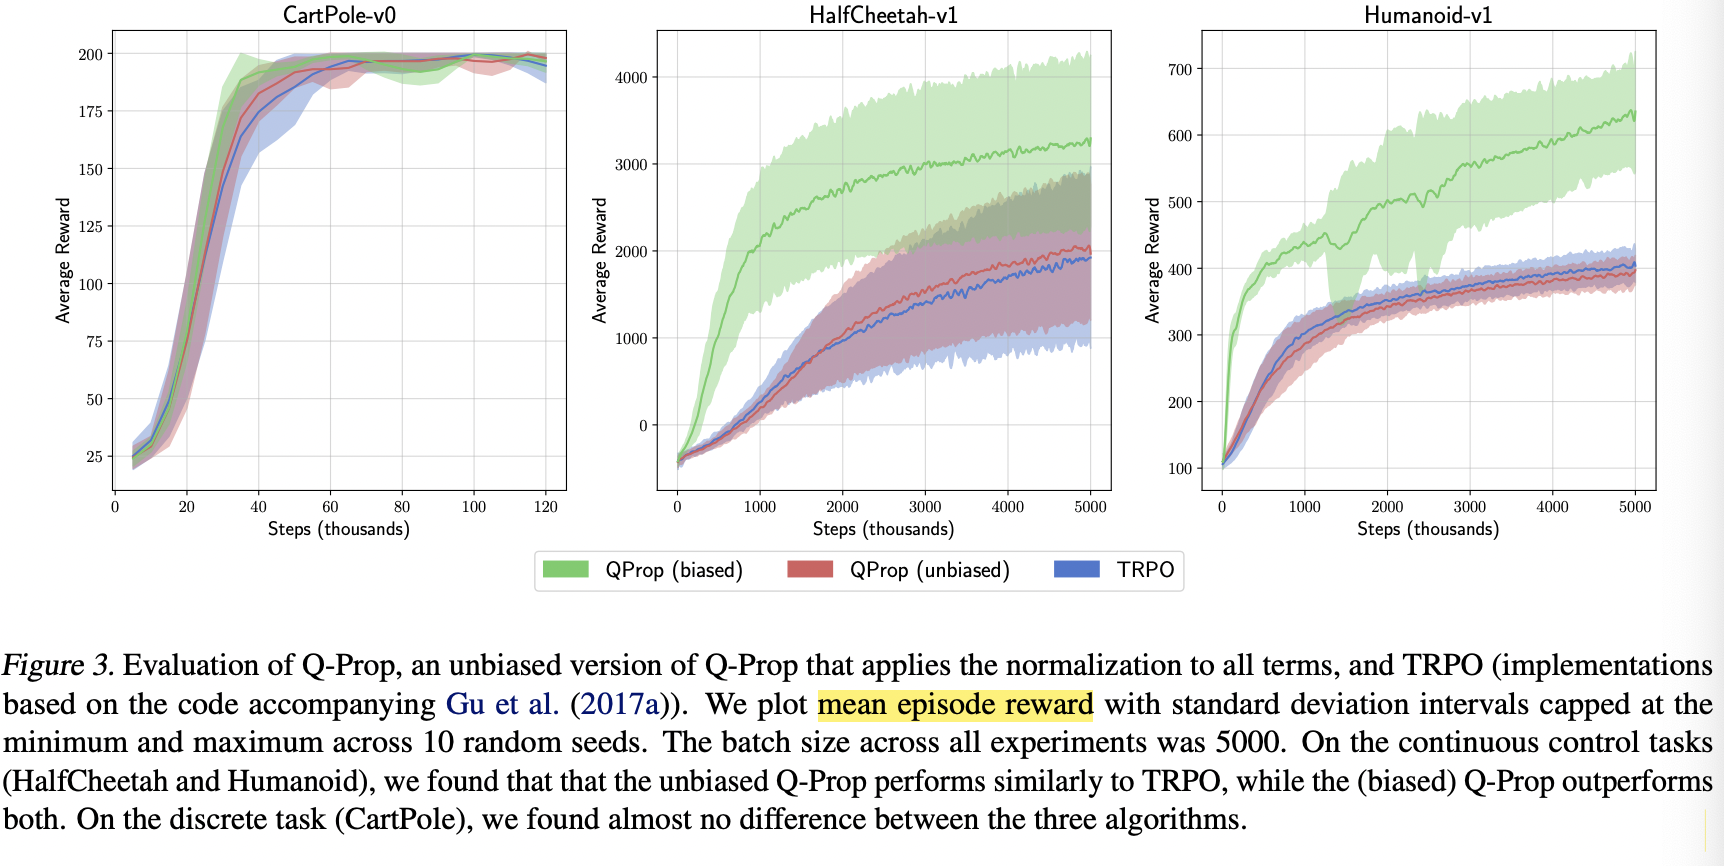 CartPole-v0
200
175
150
125
100
75
50
25
Average Reward
0 20 40 60 80 100 120
Steps (thousands)
HalfCheetah-v1
4000
3000
2000
1000
0
Average Reward
0 1000 2000 3000 4000 5000
Steps (thousands)
Humanoid-v1
700
600
500
400
300
200
100
Average Reward
0 1000 2000 3000 4000 5000
Steps (thousands)
QProp (biased) QProp (unbiased) TRPO
Figure 3. Evaluation of Q-Prop, an unbiased version of Q-Prop that applies the normalization to all terms, and TRPO (implementations
based on the code accompanying Gu et al. (2017a)). We plot mean episode reward with standard deviation intervals capped at the
minimum and maximum across 10 random seeds. The batch size across all experiments was 5000. On the continuous control tasks
(HalfCheetah and Humanoid), we found that that the unbiased Q-Prop performs similarly to TRPO, while the (biased) Q-Prop outperforms
both. On the discrete task (CartPole), we found almost no difference between the three algorithms.